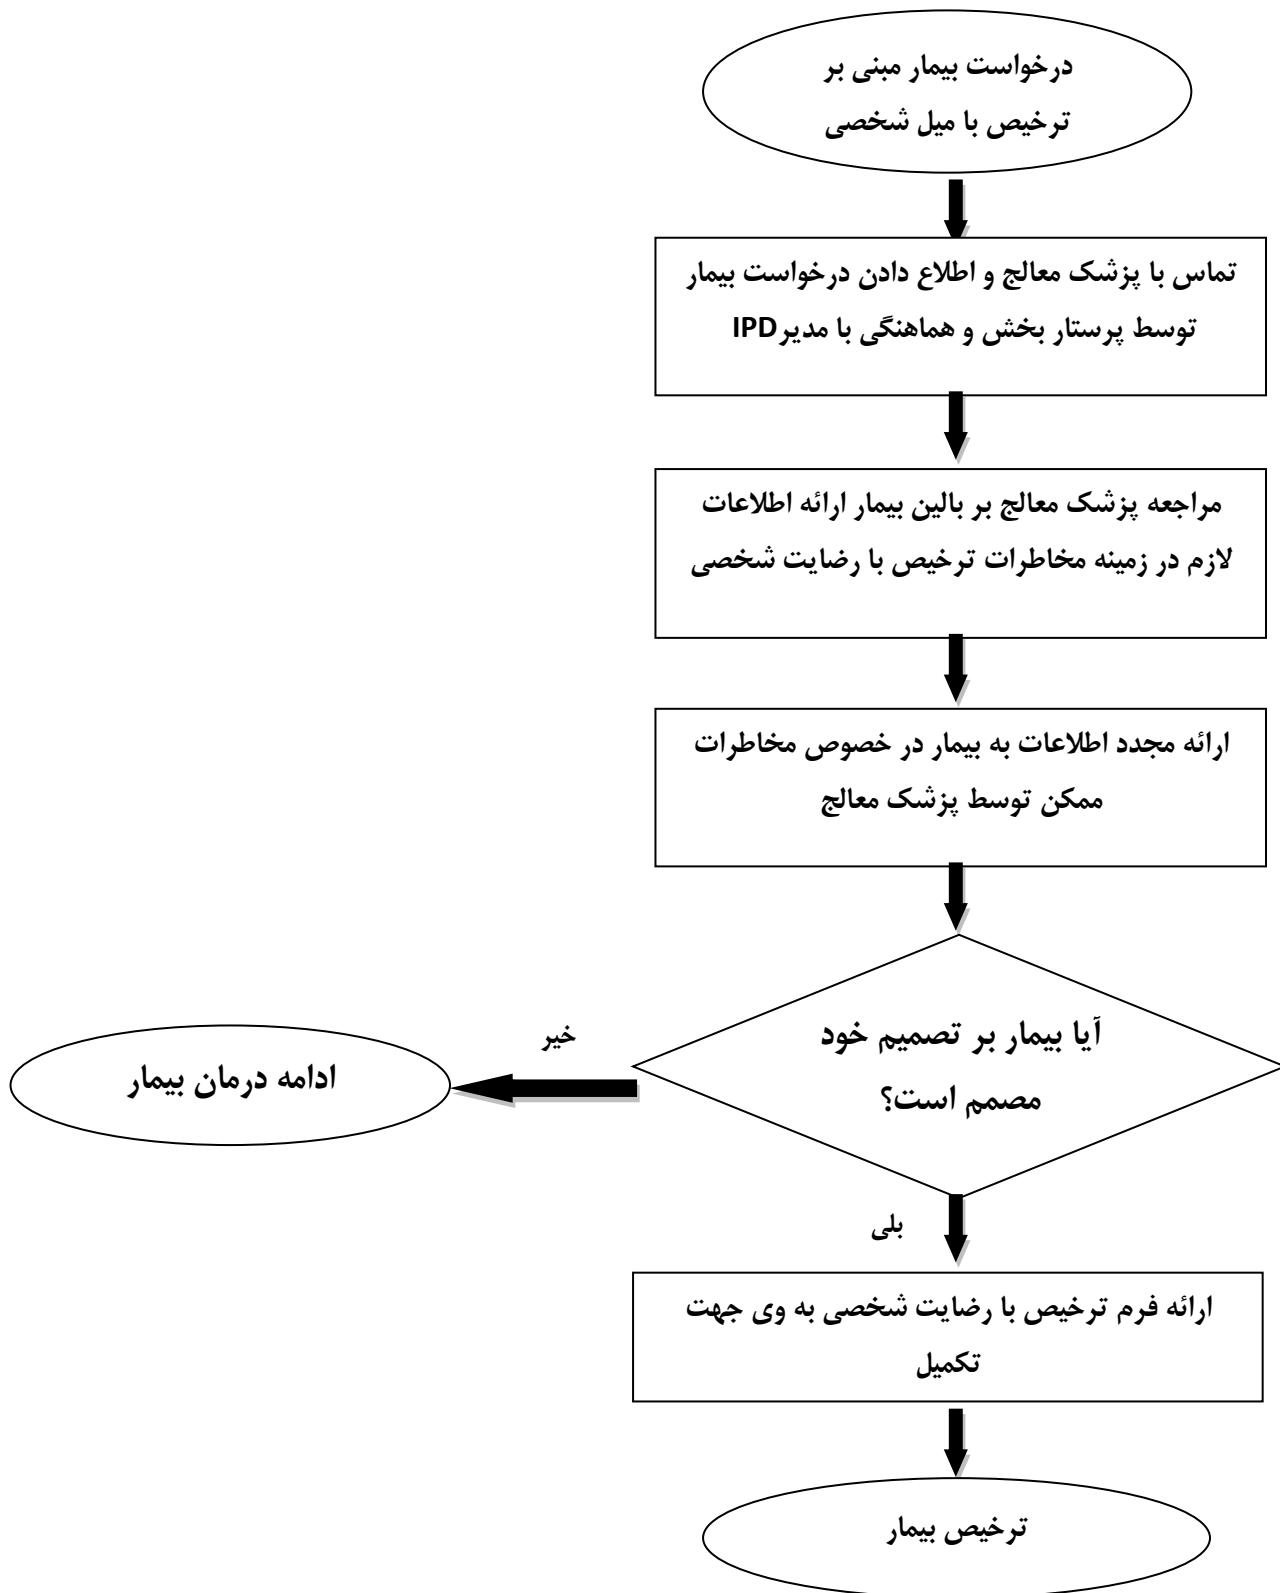 درخواست بیمار مبنی بر
ترخیص با میل شخصی
تماس با پزشک معالج و اطلاع دادن درخواست بیمار
توسط پرستار بخش و هماهنگی با مدیرIPD
مراجعه پزشک معالج بر بالین بیمار ارائه اطلاعات
لازم در زمینه مخاطرات ترخیص با رضایت شخصی
ارائه مجدد اطلاعات به بیمار در خصوص مخاطرات
ممکن توسط پزشک معالج
آیا بیمار بر تصمیم خود
مصمم است؟
خیر
ادامه درمان بیمار
بلی
ارائه فرم ترخیص با رضایت شخصی به وی جهت
تکمیل
ترخیص بیمار